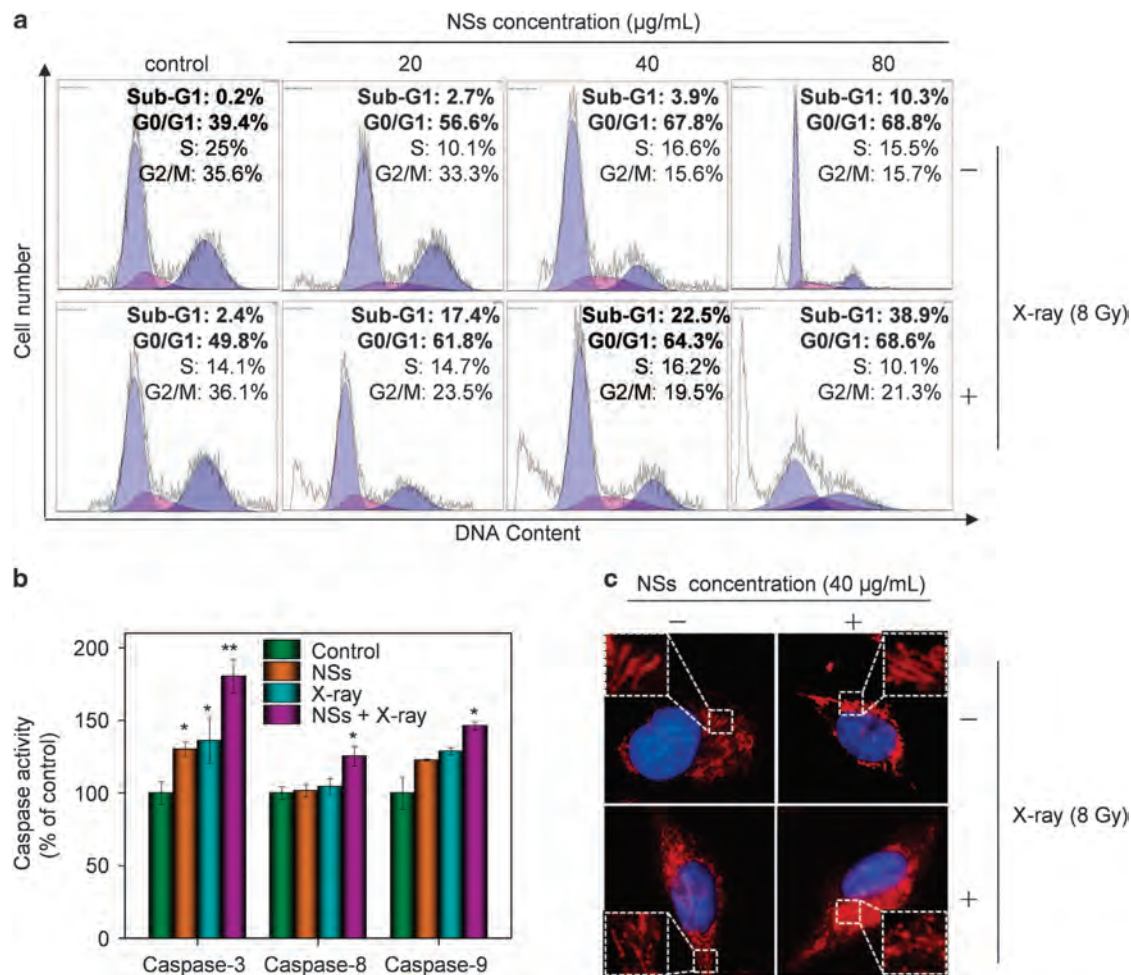 a
NSs concentration (µg/mL)
control 20 40 80
Sub-G1: 0.2%
G0/G1: 39.4%
S: 25%
G2/M: 35.6%
Sub-G1: 2.7%
G0/G1: 56.6%
S: 10.1%
G2/M: 33.3%
Sub-G1: 3.9%
G0/G1: 67.8%
S: 16.6%
G2/M: 15.6%
Sub-G1: 10.3%
G0/G1: 68.8%
S: 15.5%
G2/M: 15.7%
−
Sub-G1: 2.4%
G0/G1: 49.8%
S: 14.1%
G2/M: 36.1%
Sub-G1: 17.4%
G0/G1: 61.8%
S: 14.7%
G2/M: 23.5%
Sub-G1: 22.5%
G0/G1: 64.3%
S: 16.2%
G2/M: 19.5%
Sub-G1: 38.9%
G0/G1: 68.6%
S: 10.1%
G2/M: 21.3%
+
X-ray (8 Gy)
Cell number
DNA Content
b
Caspase activity
(% of control)
200
150
100
50
0
Control
NSs
X-ray
NSs + X-ray
* * **
*
*
Caspase-3 Caspase-8 Caspase-9
c
NSs concentration (40 µg/mL)
− +
−
+
X-ray (8 Gy)